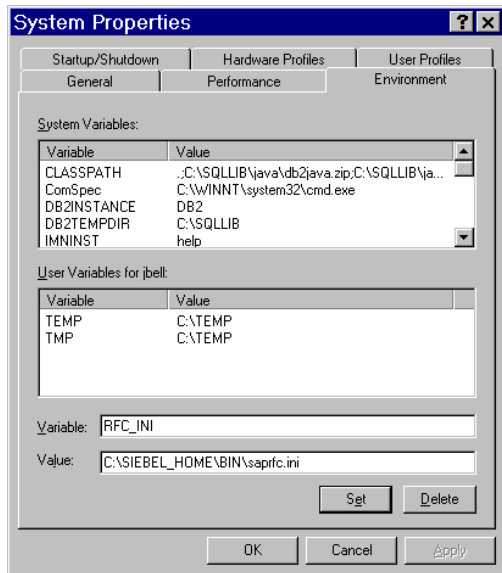 System Properties
Startup/Shutdown Hardware Profiles User Profiles
General Performance Environment
System Variables:
Variable Value
CLASSPATH .;C:\SQLLIB\java\db2java.zip;C:\SQLLIB\ja...
ComSpec C:\WINNT\system32\cmd.exe
DB2INSTANCE DB2
DB2TEMPDIR C:\SQLLIB
IMNINST help
User Variables for jbell:
Variable Value
TEMP C:\TEMP
TMP C:\TEMP
Variable: RFC_INI
Value: C:\SIEBEL_HOME\BIN\saprfc.ini
Set Delete
OK Cancel Apply